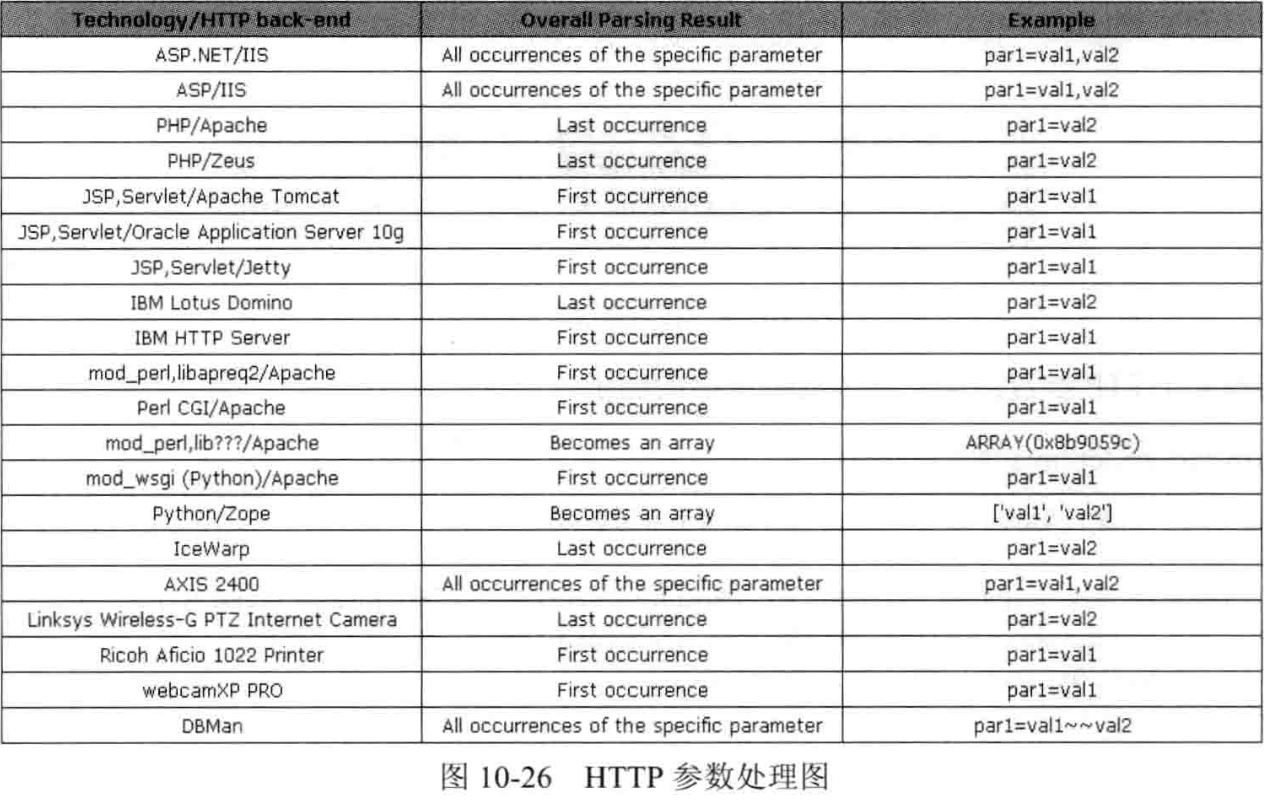 Technology/HTTP back-end Overall Parsing Result Example
ASP.NET/IIS All occurrences of the specific parameter par1=val1,val2
ASP/IIS All occurrences of the specific parameter par1=val1,val2
PHP/Apache Last occurrence par1=val2
PHP/Zeus Last occurrence par1=val2
JSP,Servlet/Apache Tomcat First occurrence par1=val1
JSP,Servlet/Oracle Application Server 10g First occurrence par1=val1
JSP,Servlet/Jetty First occurrence par1=val1
IBM Lotus Domino Last occurrence par1=val2
IBM HTTP Server First occurrence par1=val1
mod_perl,libapreq2/Apache First occurrence par1=val1
Perl CGI/Apache First occurrence par1=val1
mod_perl,lib???/Apache Becomes an array ARRAY(0x8b9059c)
mod_wsgi (Python)/Apache First occurrence par1=val1
Python/Zope Becomes an array ['val1', 'val2']
IceWarp Last occurrence par1=val2
AXIS 2400 All occurrences of the specific parameter par1=val1,val2
Linksys Wireless-G PTZ Internet Camera Last occurrence par1=val2
Ricoh Aficio 1022 Printer First occurrence par1=val1
webcamXP PRO First occurrence par1=val1
DBMan All occurrences of the specific parameter par1=val1~~val2
图 10-26 HTTP 参数处理图